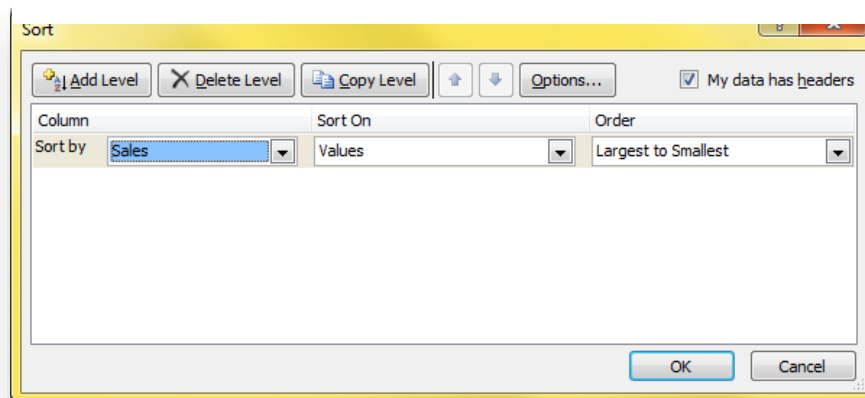 Sort
Add Level Delete Level Copy Level Options... My data has headers
Column Sort On Order
Sort by Sales Values Largest to Smallest
OK Cancel